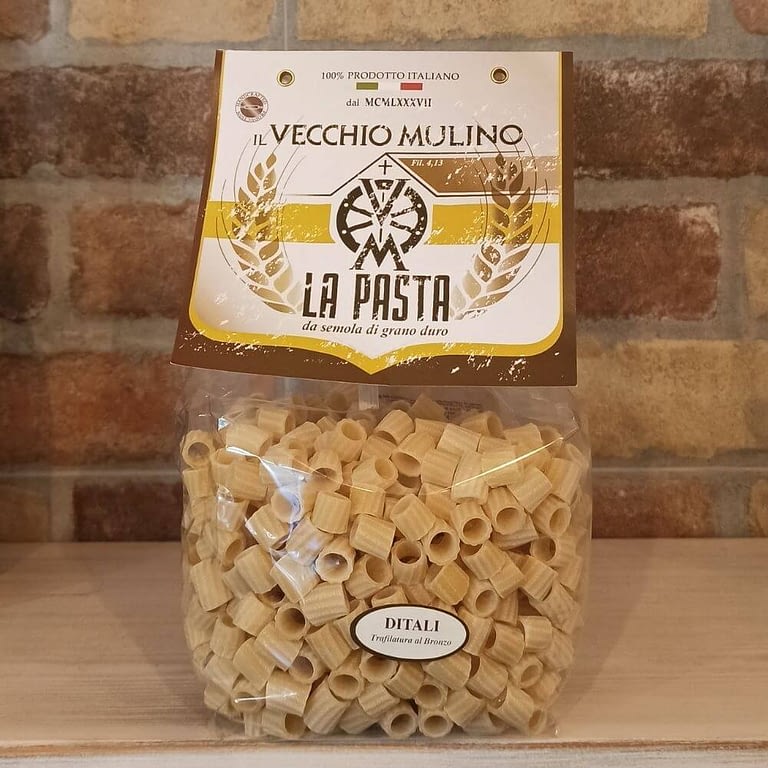 100% PRODOTTO ITALIANO
dal MCMLXXXVII
IL VECCHIO MULINO
Fil. 4,13
V
M
LA PASTA
da semola di grano duro
DITALI
Trafilatura al Bronzo